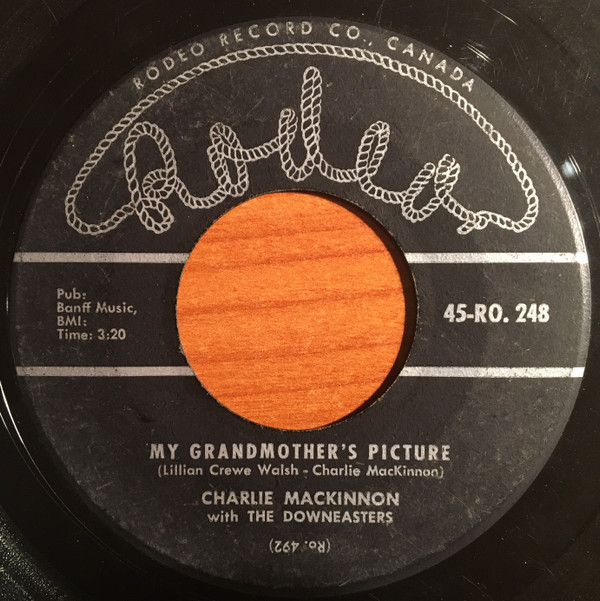 RODEO RECORD CO., CANADA
Rodeo
Pub:
Banff Music,
BMI:
Time: 3:20
45-RO. 248
MY GRANDMOTHER'S PICTURE
(Lillian Crewe Walsh - Charlie MacKinnon)
CHARLIE MACKINNON
with THE DOWNEASTERS
(Ro. 492)